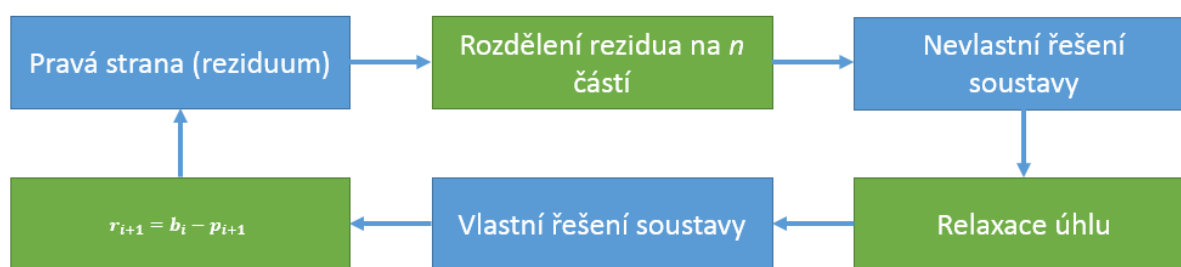 Pravá strana (reziduum)
Rozdělení rezidua na n
částí
Nevlastní řešení
soustavy
r_{i+1} = b_i − p_{i+1}
Vlastní řešení soustavy
Relaxace úhlu